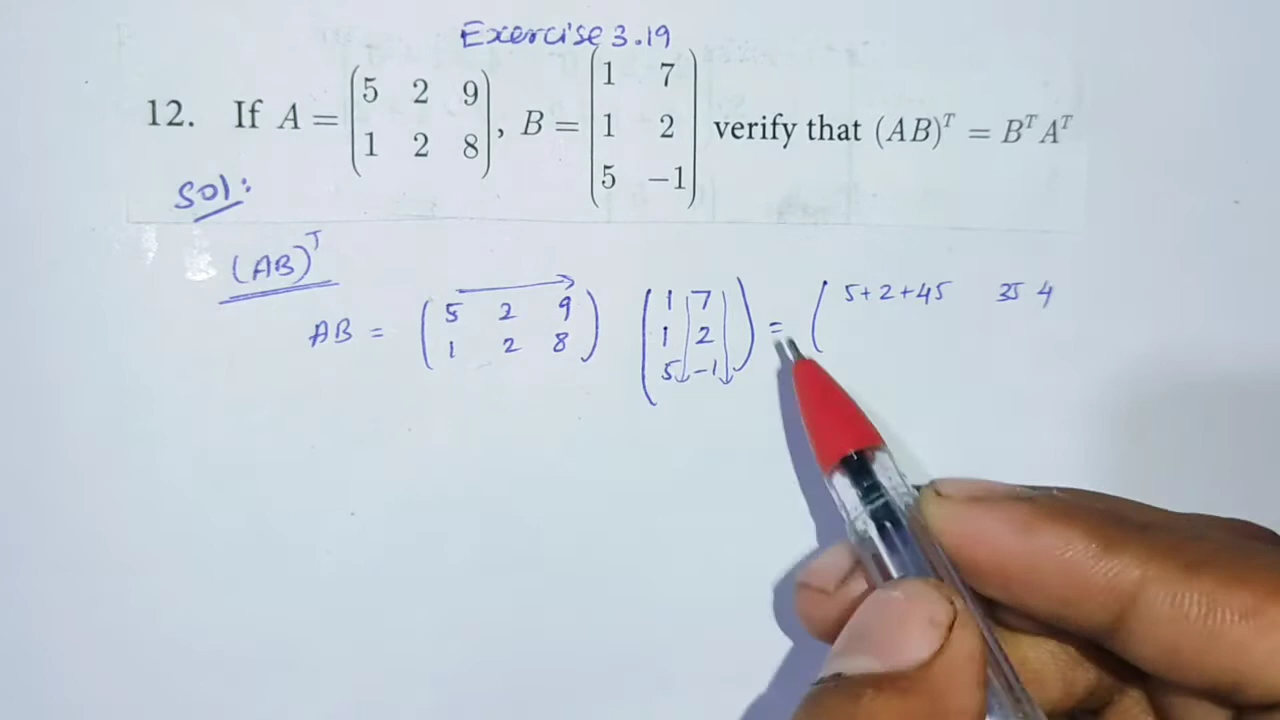 Exercise 3.19
12. If A = (5 2 9
1 2 8), B = (1 7
1 2
5 −1) verify that (AB)^T = B^T A^T
Sol:
(AB)^T
AB = (5 2 9
1 2 8) (1 7
1 2
5 -1) = ( 5+2+45 35 4